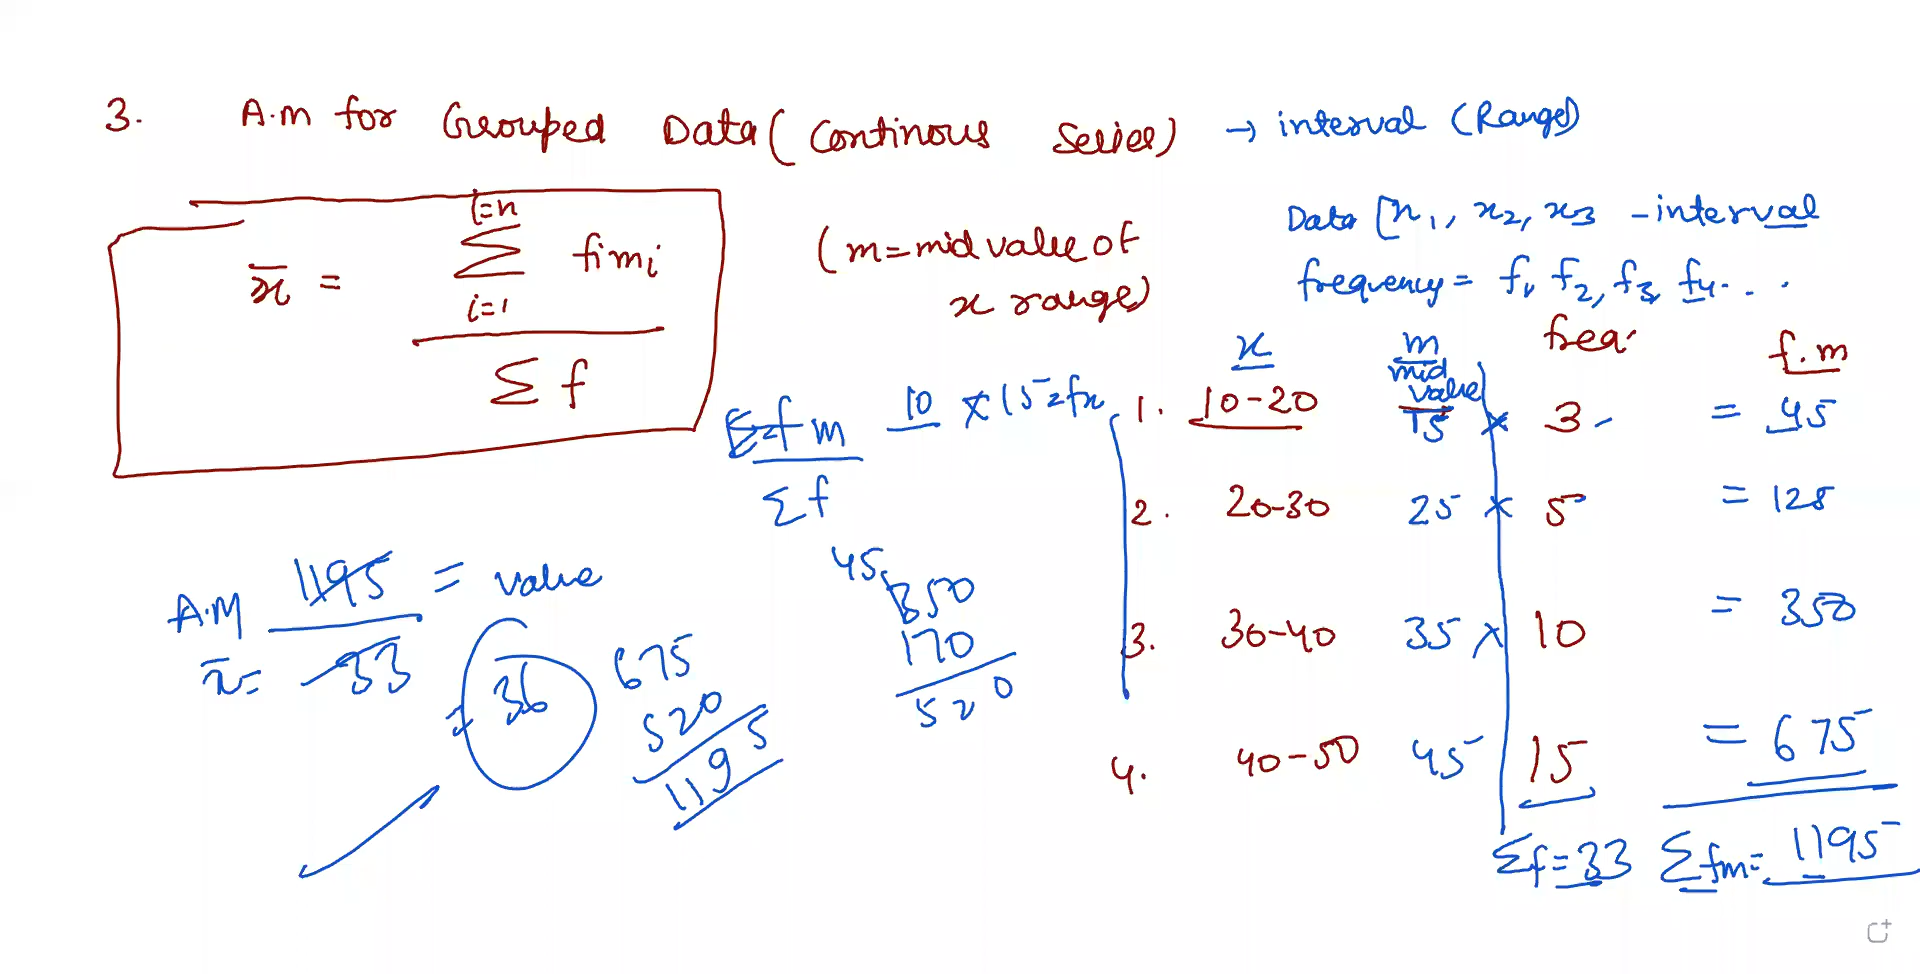 3. A.M for Grouped Data (Continous Series) → interval (Range)
x̄ = i=n Σ i=1 fimi / Σ f
(m = mid value of x range)
Data [x1, x2, x3 - interval
frequency = f1, f2, f3, f4...
x m mid value freq. f.m
1. 10-20 15 × 3 = 45
2. 20-30 25 × 5 = 125
3. 30-40 35 × 10 = 350
4. 40-50 45 15 = 675
Σf = 33 Σfm = 1195
Σfm / Σf
10 × 15 = fx
45
350
170
520
675
520
1195
A.M x̄ = 1195 / 33 = value
= 36